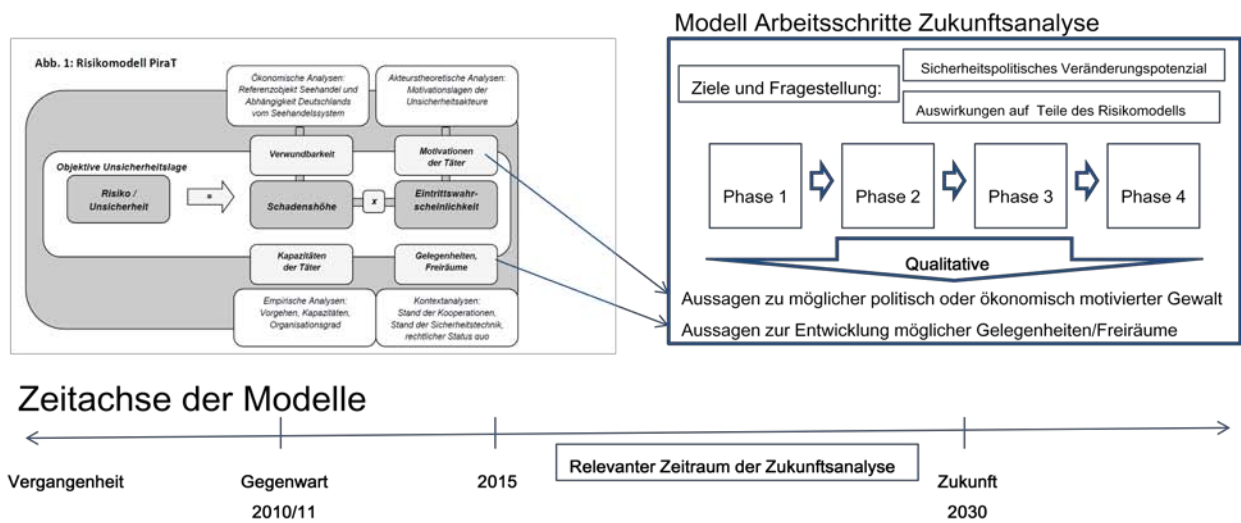 Modell Arbeitsschritte Zukunftsanalyse
Abb. 1: Risikomodell PiraT
Ökonomische Analysen:
Referenzobjekt Seehandel und
Abhängigkeit Deutschlands
vom Seehandelssystem
Akteurstheoretische Analysen:
Motivationslagen der
Unsicherheitsakteure
Objektive Unsicherheitslage
Verwundbarkeit
Motivationen
der Täter
Risiko /
Unsicherheit
=
Schadenshöhe
x
Eintrittswahr-
scheinlichkeit
Kapazitäten
der Täter
Gelegenheiten,
Freiräume
Empirische Analysen:
Vorgehen, Kapazitäten,
Organisationsgrad
Kontextanalysen:
Stand der Kooperationen,
Stand der Sicherheitstechnik,
rechtlicher Status quo
Ziele und Fragestellung:
Sicherheitspolitisches Veränderungspotenzial
Auswirkungen auf Teile des Risikomodells
Phase 1
Phase 2
Phase 3
Phase 4
Qualitative
Aussagen zu möglicher politisch oder ökonomisch motivierter Gewalt
Aussagen zur Entwicklung möglicher Gelegenheiten/Freiräume
Zeitachse der Modelle
Relevanter Zeitraum der Zukunftsanalyse
Vergangenheit
Gegenwart
2010/11
2015
Zukunft
2030